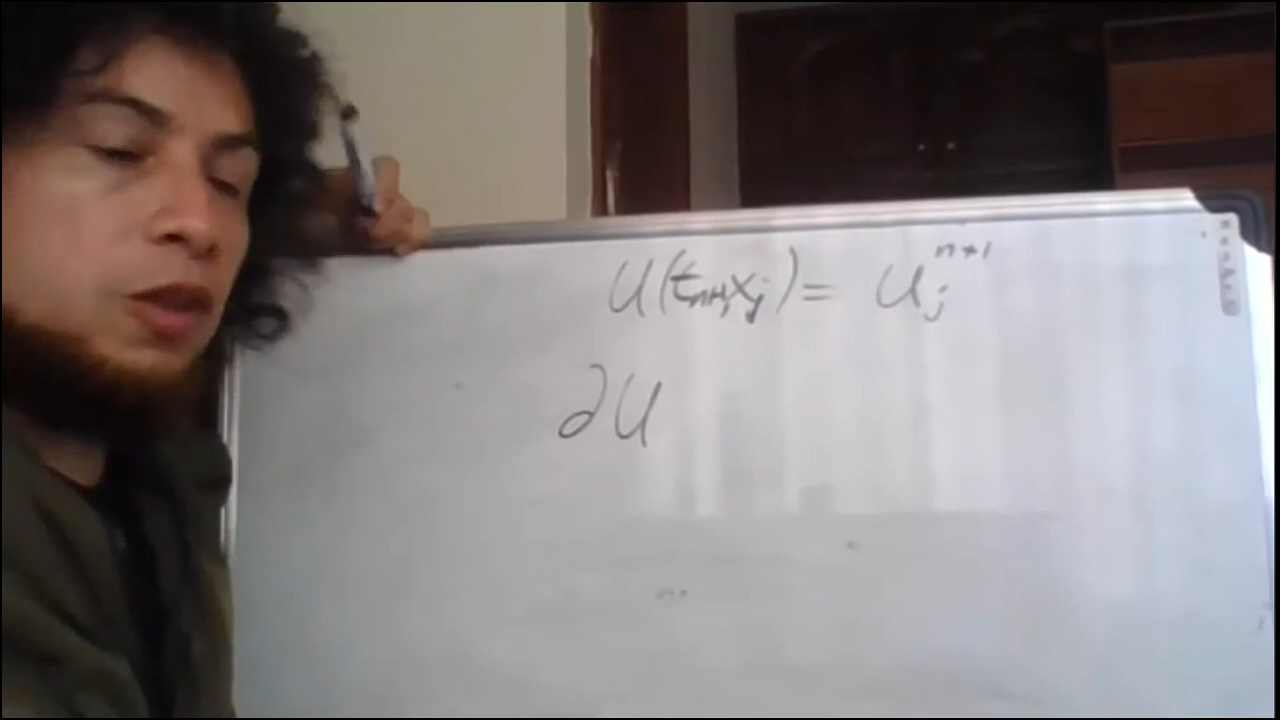 U(t_{n+1}, x_j) = U_j^{n+1}
∂U